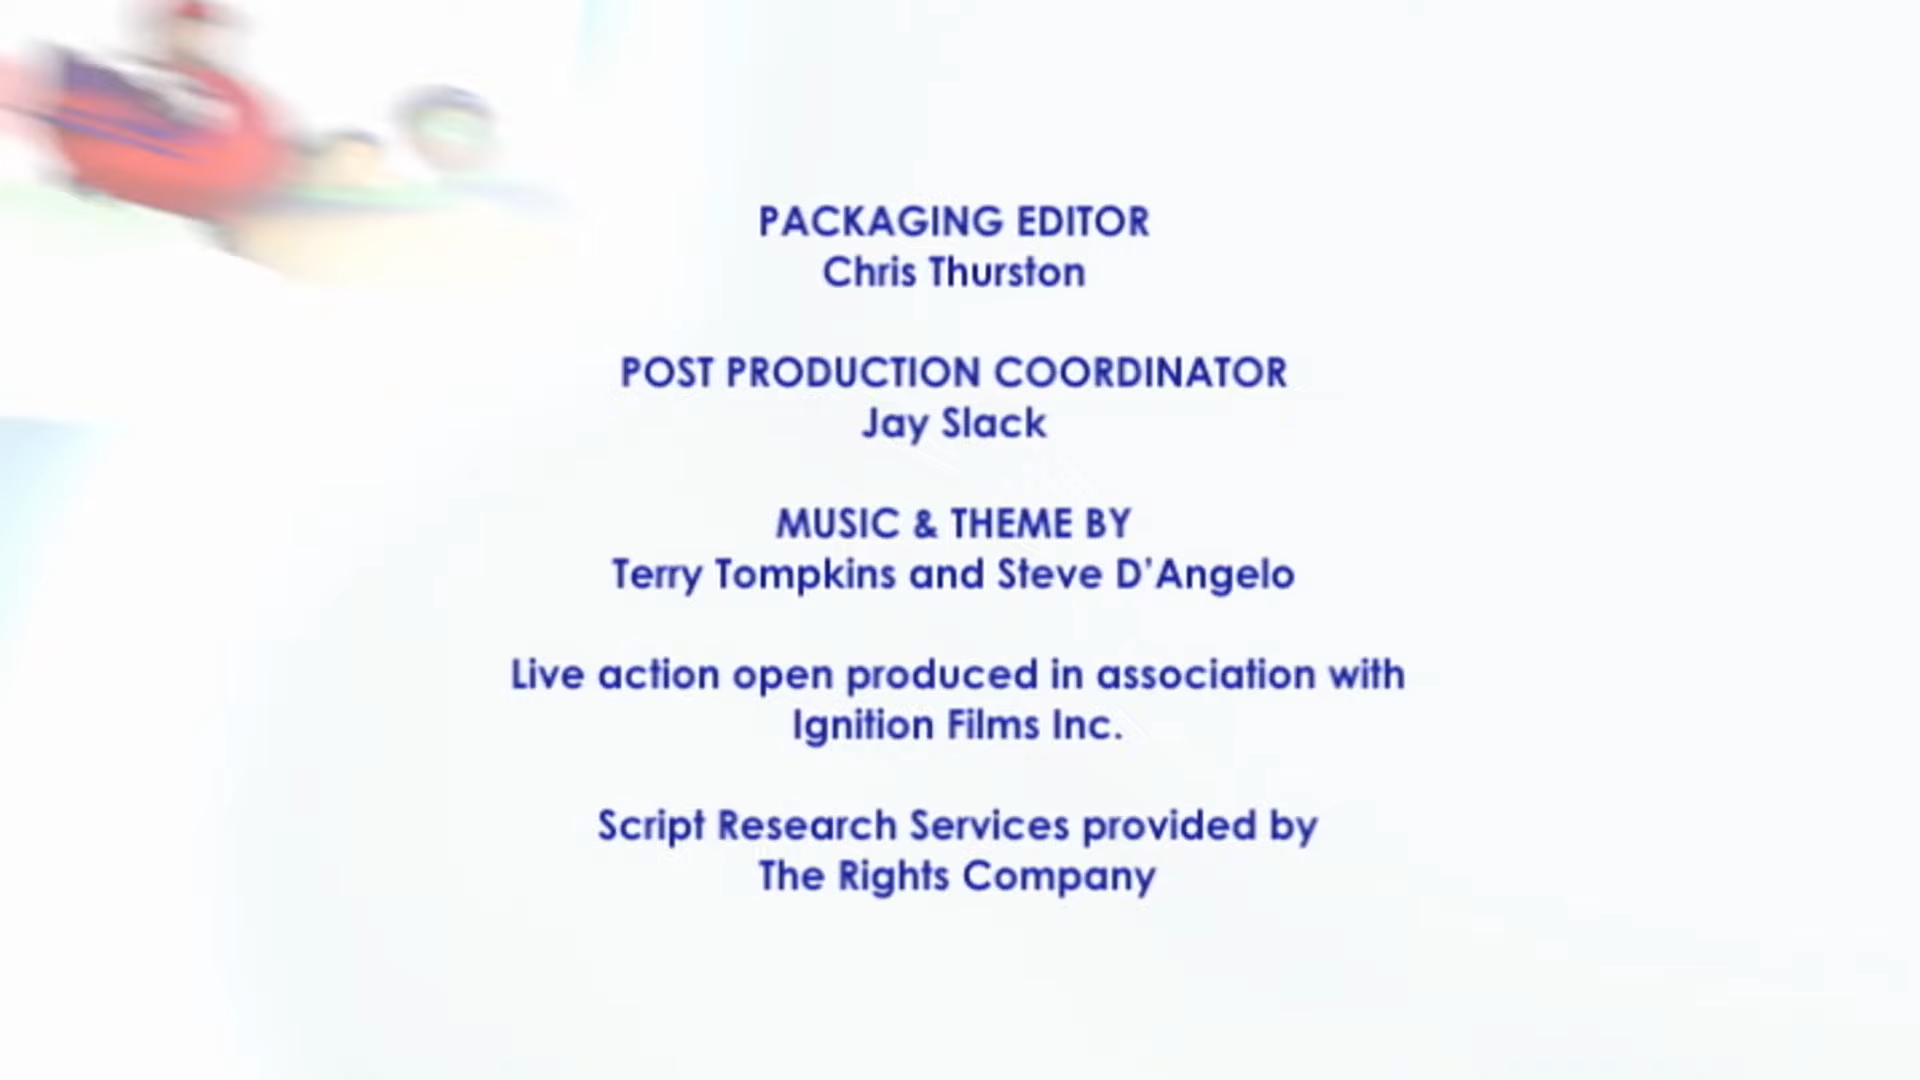 PACKAGING EDITOR
Chris Thurston
POST PRODUCTION COORDINATOR
Jay Slack
MUSIC & THEME BY
Terry Tompkins and Steve D’Angelo
Live action open produced in association with
Ignition Films Inc.
Script Research Services provided by
The Rights Company